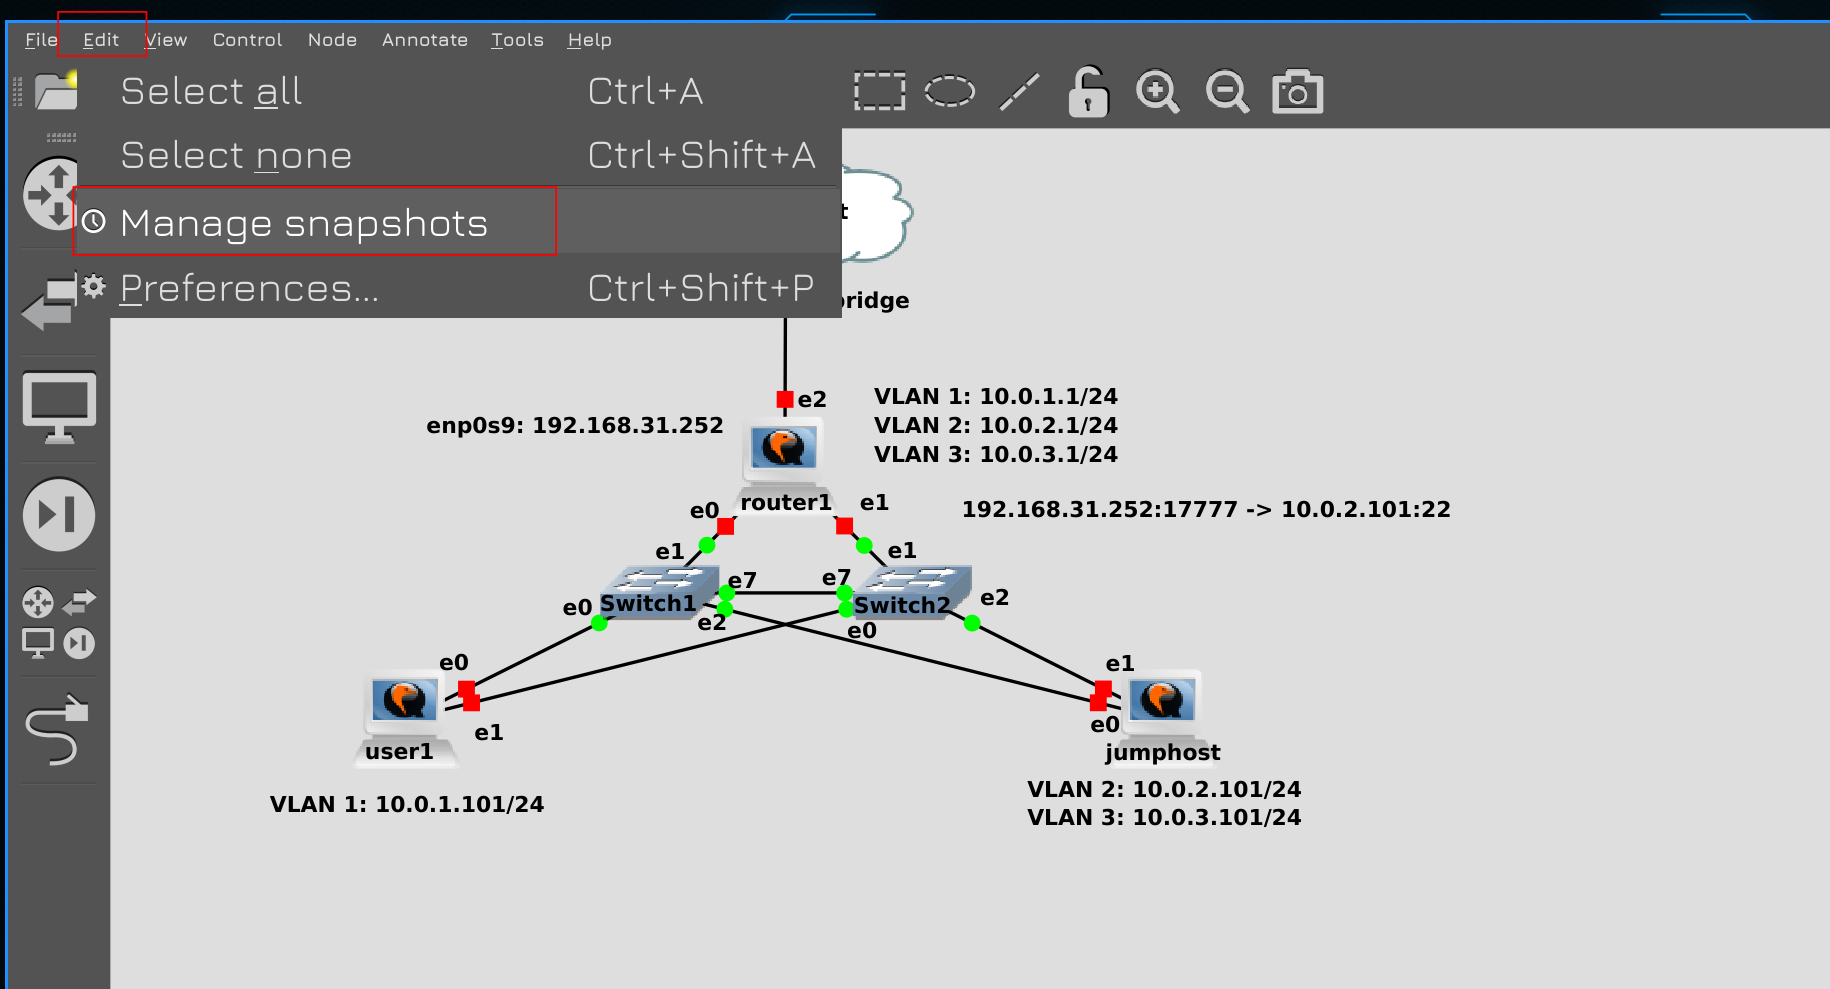 File Edit View Control Node Annotate Tools Help
Select all Ctrl+A
Select none Ctrl+Shift+A
Manage snapshots
Preferences... Ctrl+Shift+P
t
bridge
e2
VLAN 1: 10.0.1.1/24
enp0s9: 192.168.31.252
VLAN 2: 10.0.2.1/24
VLAN 3: 10.0.3.1/24
router1
e0
e1
192.168.31.252:17777 -> 10.0.2.101:22
e1
e1
e7
e7
e0
Switch1
Switch2
e2
e2
e0
e0
e1
e1
e0
user1
jumphost
VLAN 1: 10.0.1.101/24
VLAN 2: 10.0.2.101/24
VLAN 3: 10.0.3.101/24